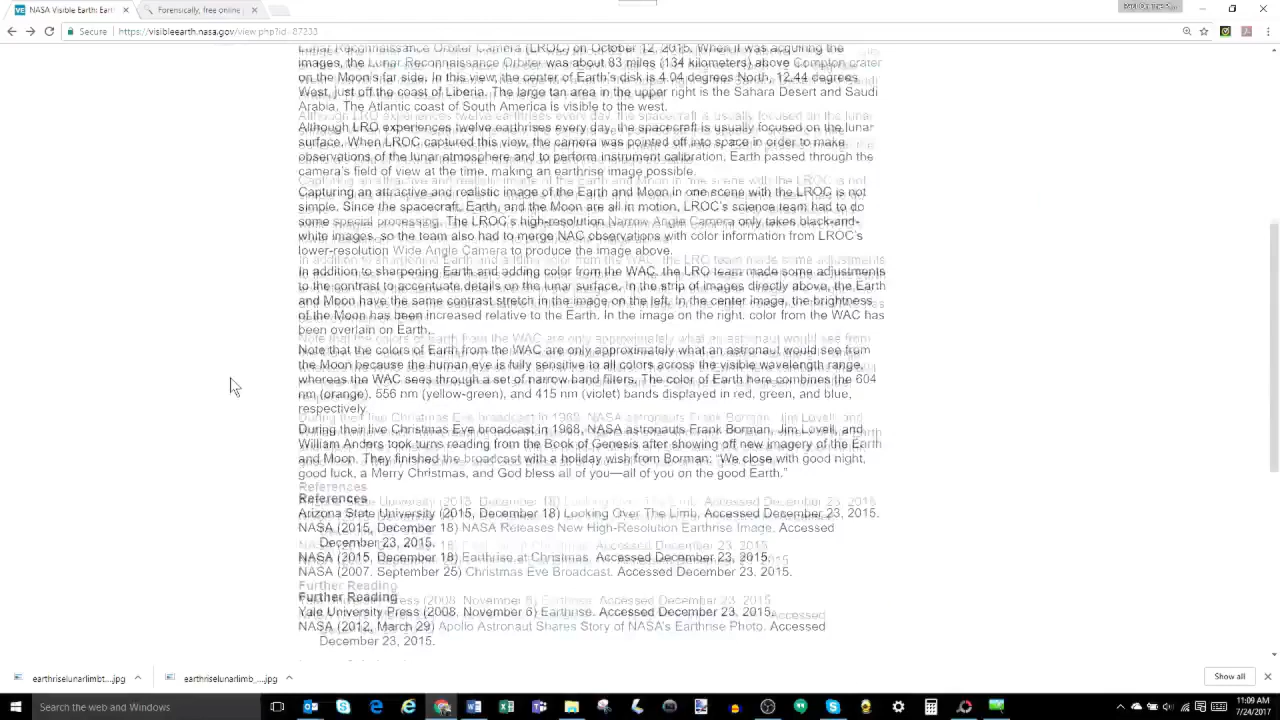 NASA Visible Earth: Eart
Forensically, free online
Secure
https://visibleearth.nasa.gov/view.php?id=87233
Lunar Reconnaissance Orbiter Camera (LROC) on October 12, 2015. When it was acquiring the
images, the Lunar Reconnaissance Orbiter was about 83 miles (134 kilometers) above Compton crater
on the Moon's far side. In this view, the center of Earth's disk is 4.04 degrees North, 12.44 degrees
West, just off the coast of Liberia. The large tan area in the upper right is the Sahara Desert and Saudi
Arabia. The Atlantic coast of South America is visible to the west.
Although LRO experiences twelve earthrises every day, the spacecraft is usually focused on the lunar
surface. When LROC captured this view, the camera was pointed off into space in order to make
observations of the lunar atmosphere and to perform instrument calibration. Earth passed through the
camera's field of view at the time, making an earthrise image possible.
Capturing an attractive and realistic image of the Earth and Moon in one scene with the LROC is not
simple. Since the spacecraft, Earth, and the Moon are all in motion, LROC's science team had to do
some special processing. The LROC's high-resolution Narrow Angle Camera only takes black-and-
white images, so the team also had to merge NAC observations with color information from LROC's
lower-resolution Wide Angle Camera to produce the image above.
In addition to sharpening Earth and adding color from the WAC, the LRO team made some adjustments
to the contrast to accentuate details on the lunar surface. In the strip of images directly above, the Earth
and Moon have the same contrast stretch in the image on the left. In the center image, the brightness
of the Moon has been increased relative to the Earth. In the image on the right, color from the WAC has
been overlain on Earth.
Note that the colors of Earth from the WAC are only approximately what an astronaut would see from
the Moon because the human eye is fully sensitive to all colors across the visible wavelength range,
whereas the WAC sees through a set of narrow band filters. The color of Earth here combines the 604
nm (orange), 556 nm (yellow-green), and 415 nm (violet) bands displayed in red, green, and blue,
respectively.
During their live Christmas Eve broadcast in 1968, NASA astronauts Frank Borman, Jim Lovell, and
William Anders took turns reading from the Book of Genesis after showing off new imagery of the Earth
and Moon. They finished the broadcast with a holiday wish from Borman: "We close with good night,
good luck, a Merry Christmas, and God bless all of you—all of you on the good Earth."
References
Arizona State University (2015, December 18) Looking Over The Limb. Accessed December 23, 2015.
NASA (2015, December 18) NASA Releases New High-Resolution Earthrise Image. Accessed
December 23, 2015.
NASA (2015, December 18) Earthrise at Christmas. Accessed December 23, 2015.
NASA (2007, September 25) Christmas Eve Broadcast. Accessed December 23, 2015.
Further Reading
Yale University Press (2008, November 6) Earthrise. Accessed December 23, 2015.
NASA (2012, March 29) Apollo Astronaut Shares Story of NASA's Earthrise Photo. Accessed
December 23, 2015.
earthriselunarlimbt....jpg
earthriselunarlimb_....jpg
Show all
Search the web and Windows
11:09 AM
7/24/2017